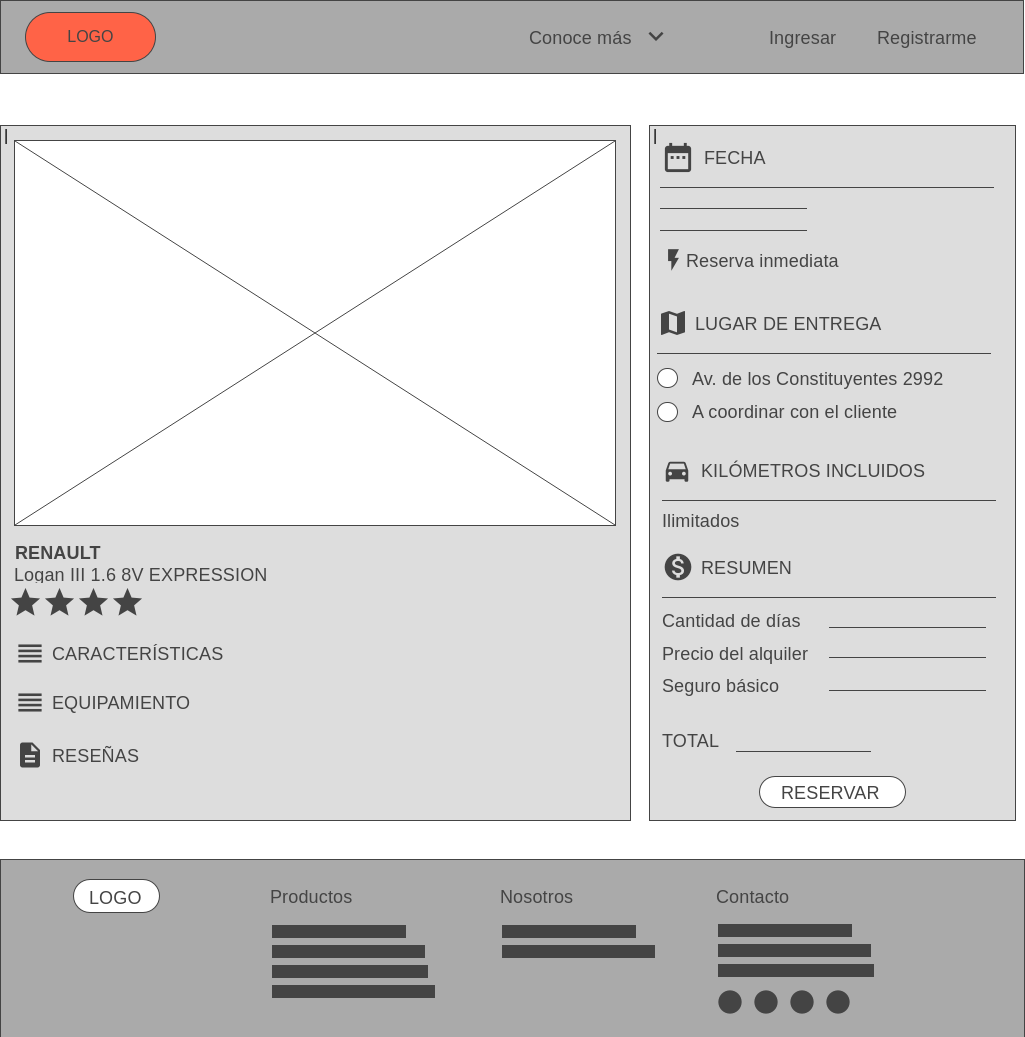 LOGO
Conoce más
Ingresar
Registrarme
RENAULT
Logan III 1.6 8V EXPRESSION
CARACTERÍSTICAS
EQUIPAMIENTO
RESEÑAS
FECHA
Reserva inmediata
LUGAR DE ENTREGA
Av. de los Constituyentes 2992
A coordinar con el cliente
KILÓMETROS INCLUIDOS
Ilimitados
RESUMEN
Cantidad de días
Precio del alquiler
Seguro básico
TOTAL
RESERVAR
LOGO
Productos
Nosotros
Contacto